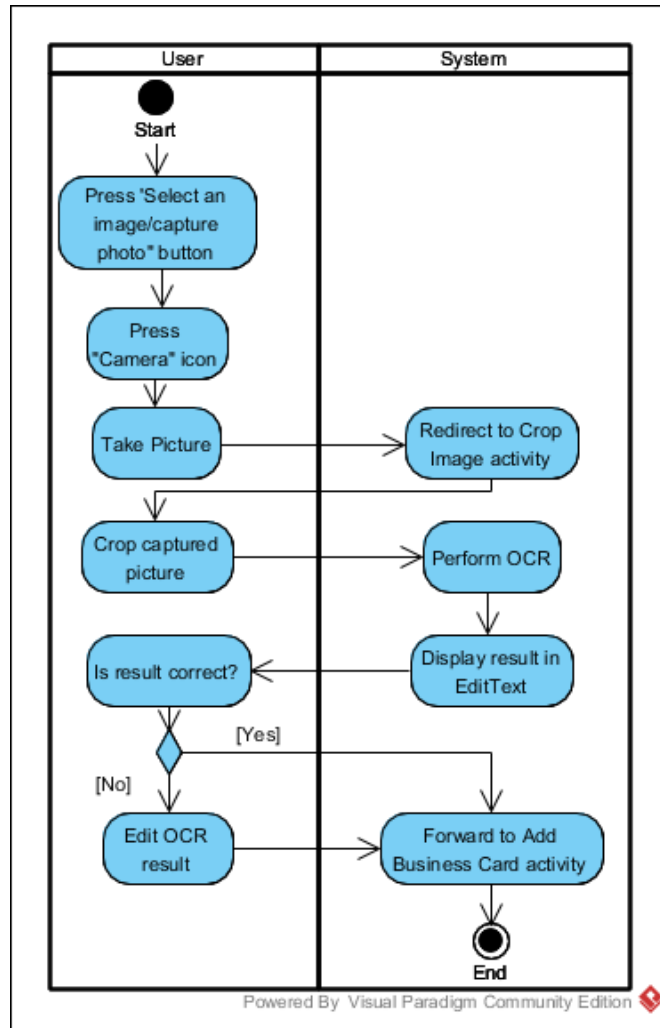 User
System
Start
Press "Select an
image/capture
photo" button
Press
"Camera" icon
Take Picture
Redirect to Crop
Image activity
Crop captured
picture
Perform OCR
Display result in
EditText
Is result correct?
[Yes]
[No]
Edit OCR
result
Forward to Add
Business Card activity
End
Powered By Visual Paradigm Community Edition